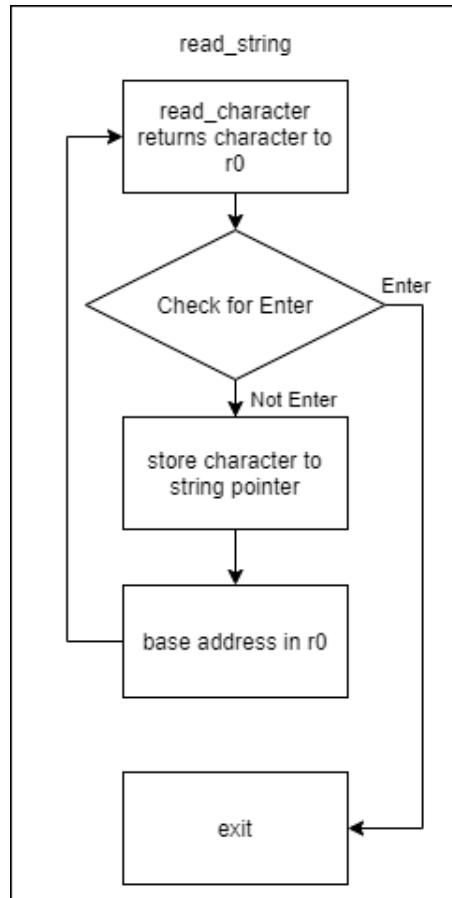 read_string
read_character
returns character to
r0
Check for Enter
Enter
Not Enter
store character to
string pointer
base address in r0
exit